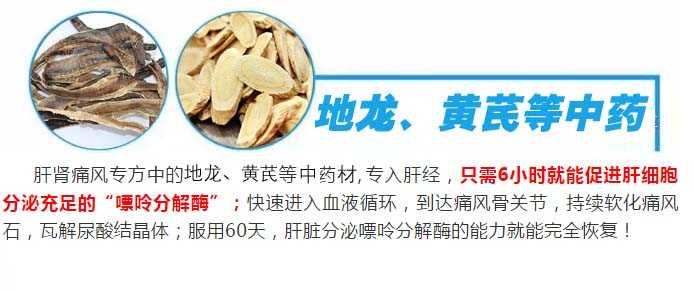 地龙、黄芪等中药
肝肾痛风专方中的地龙、黄芪等中药材,专入肝经，只需6小时就能促进肝细胞
分泌充足的“嘌呤分解酶”；快速进入血液循环，到达痛风骨关节，持续软化痛风
石，瓦解尿酸结晶体；服用60天，肝脏分泌嘌呤分解酶的能力就能完全恢复！